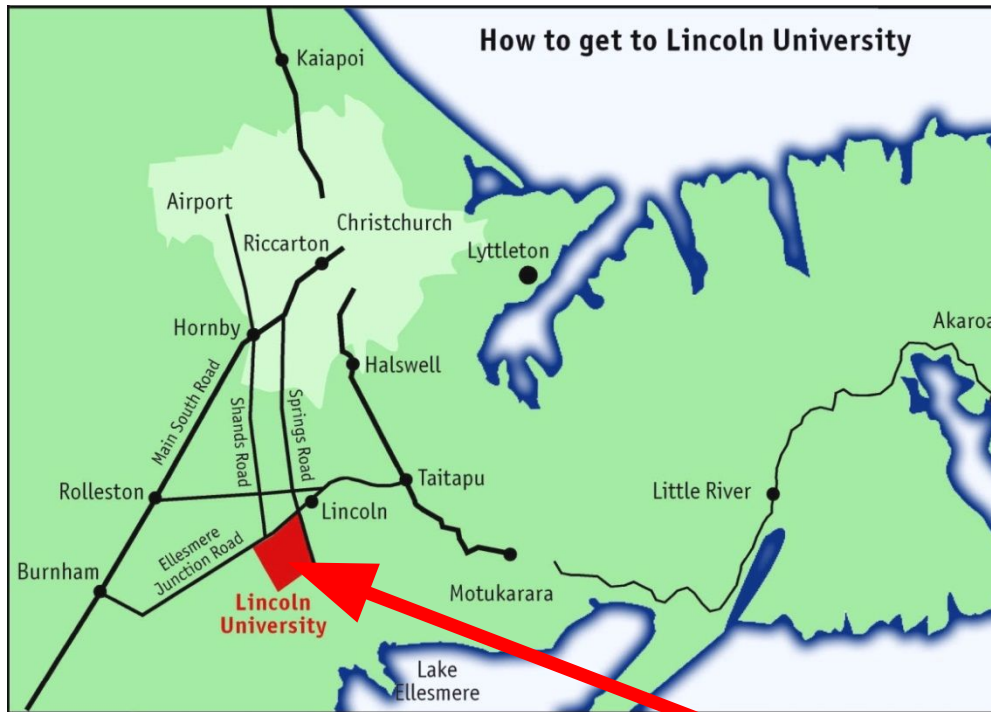 How to get to Lincoln University
Kaiapoi
Airport
Christchurch
Riccarton
Lyttleton
Hornby
Akaroa
Halswell
Main South Road
Shands Road
Springs Road
Taitapu
Rolleston
Lincoln
Little River
Ellesmere
Junction Road
Burnham
Motukarara
Lincoln
University
Lake
Ellesmere